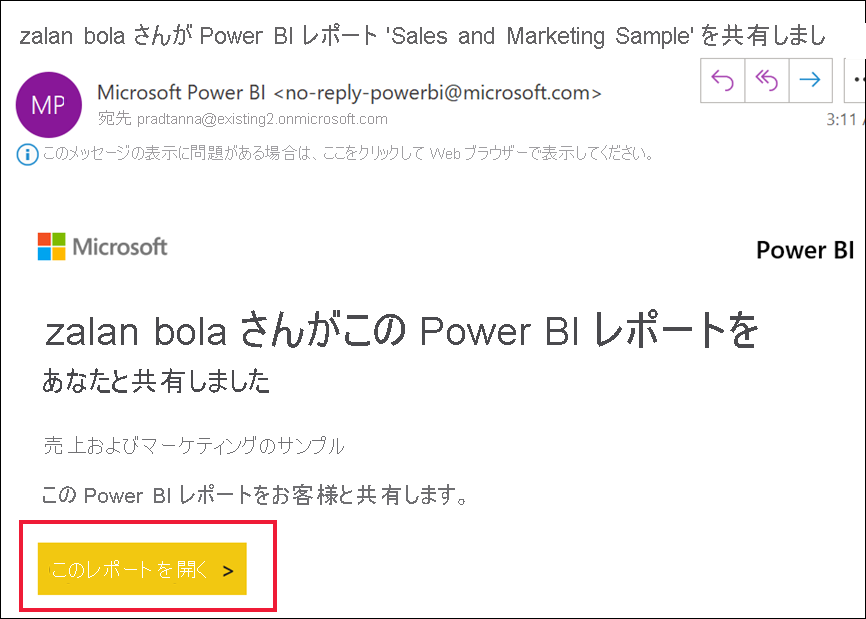 zalan bola さんが Power BI レポート 'Sales and Marketing Sample' を共有しまし
MP
Microsoft Power BI <no-reply-powerbi@microsoft.com>
宛先 pradtanna@existing2.onmicrosoft.com
3:11
このメッセージの表示に問題がある場合は、ここをクリックして Web ブラウザーで表示してください。
Microsoft
Power BI
zalan bola さんがこの Power BI レポートを
あなたと共有しました
売上およびマーケティングのサンプル
この Power BI レポートをお客様と共有します。
このレポートを開く >